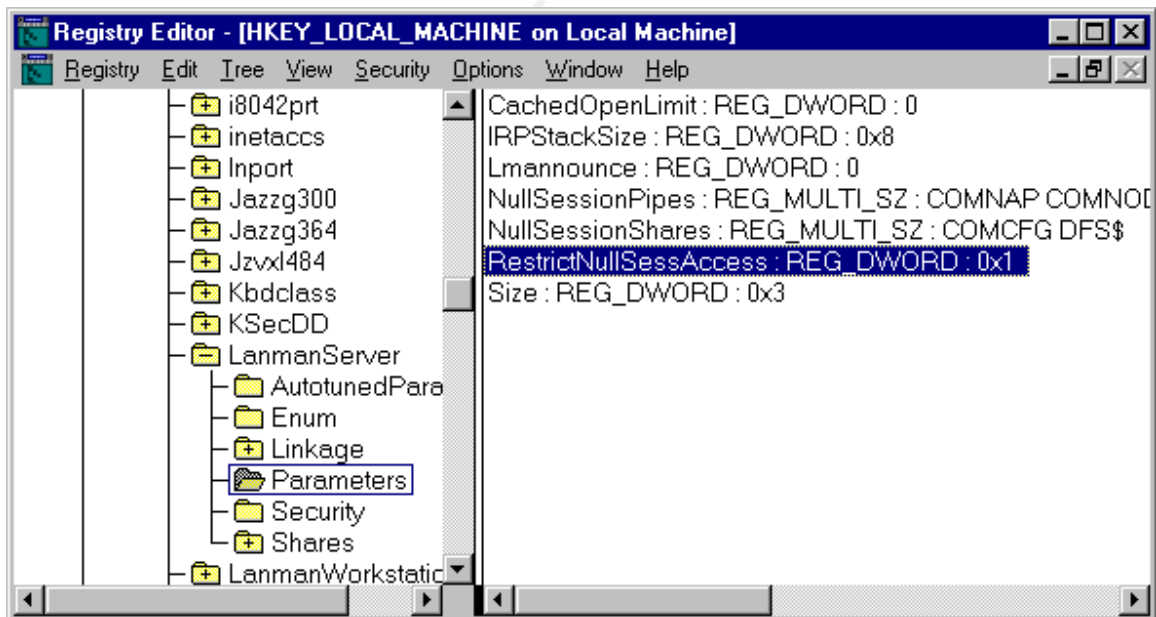 Registry Editor - [HKEY_LOCAL_MACHINE on Local Machine]
Registry Edit Tree View Security Options Window Help
i8042prt
inetaccs
Inport
Jazzg300
Jazzg364
Jzvxl484
Kbdclass
KSecDD
LanmanServer
AutotunedPara
Enum
Linkage
Parameters
Security
Shares
LanmanWorkstatic
CachedOpenLimit : REG_DWORD : 0
IRPStackSize : REG_DWORD : 0x8
Lmannounce : REG_DWORD : 0
NullSessionPipes : REG_MULTI_SZ : COMNAP COMNOD
NullSessionShares : REG_MULTI_SZ : COMCFG DFS$
RestrictNullSessAccess : REG_DWORD : 0x1
Size : REG_DWORD : 0x3